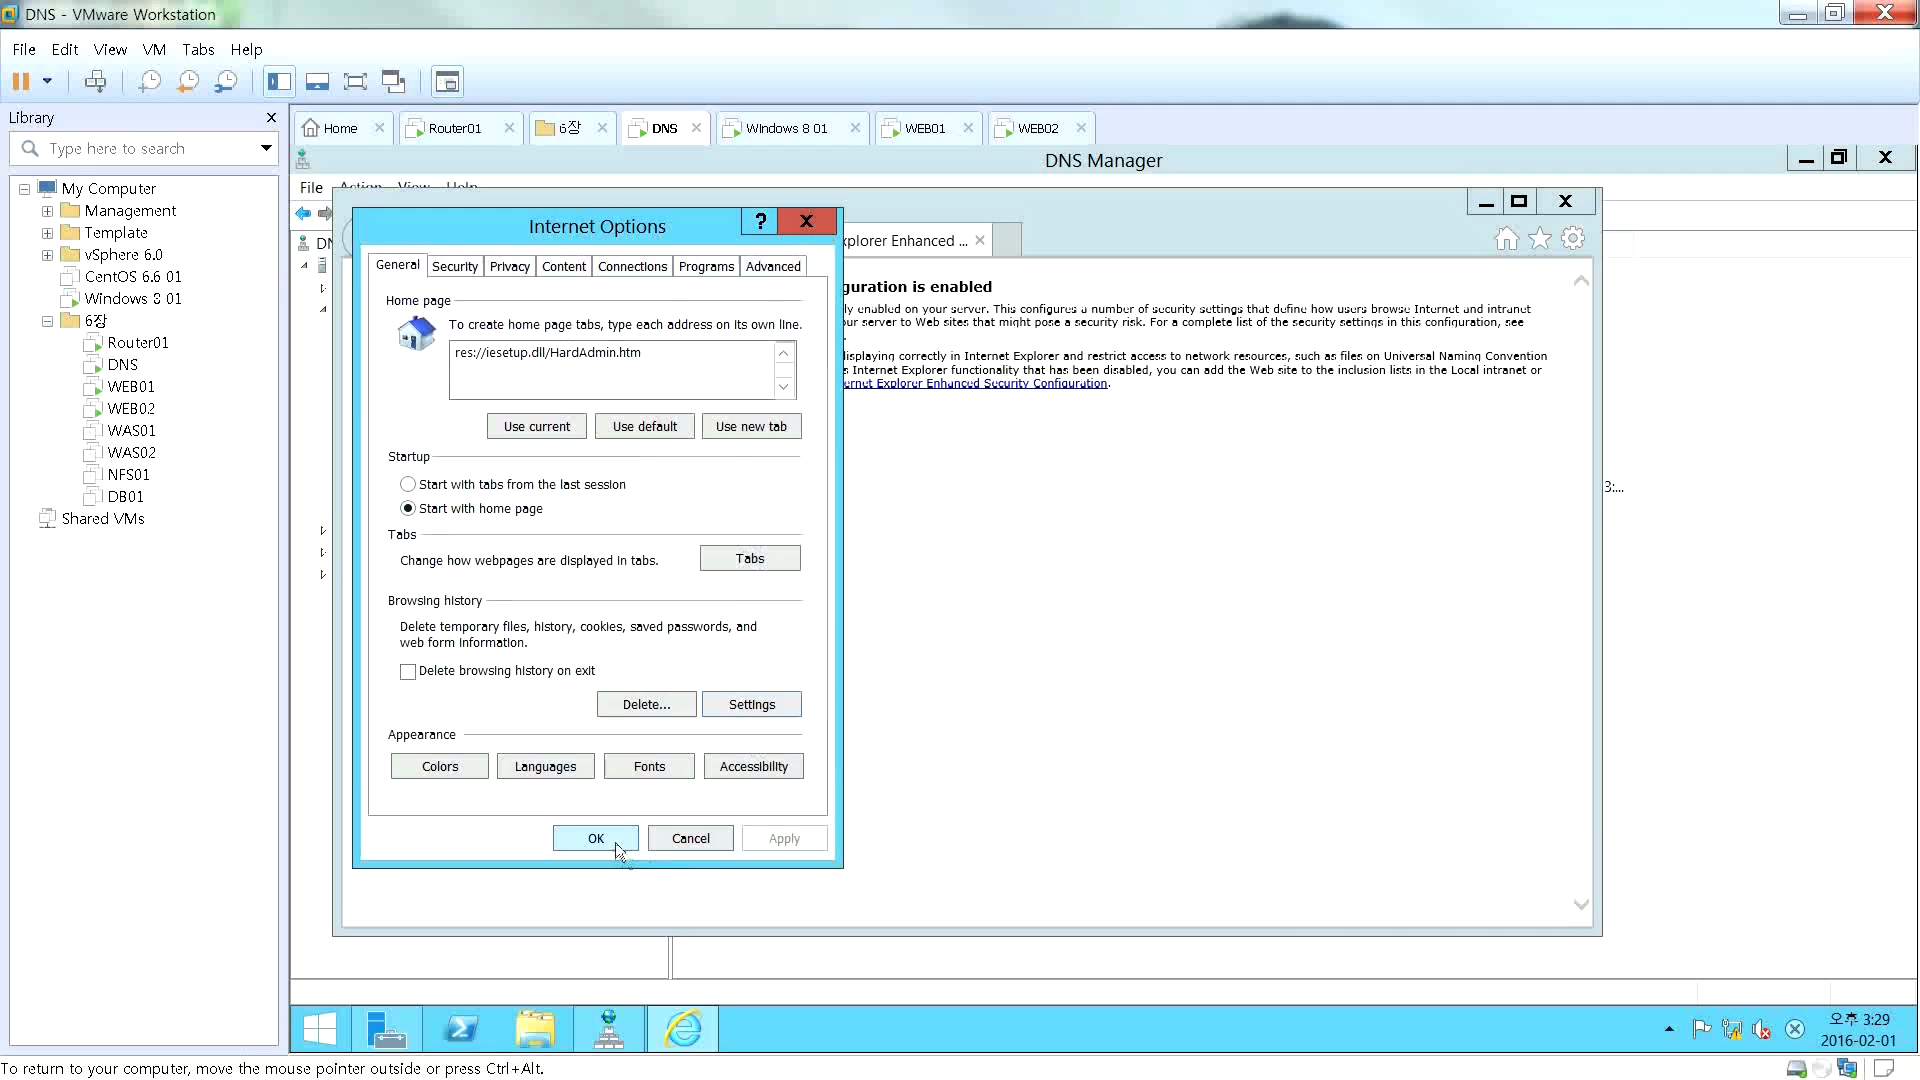 DNS - VMware Workstation
File Edit View VM Tabs Help
Library
Type here to search
My Computer
Management
Template
vSphere 6.0
CentOS 6.6 01
Windows 8 01
6장
Router01
DNS
WEB01
WEB02
WAS01
WAS02
NFS01
DB01
Shared VMs
Home Router01 6장 DNS Windows 8 01 WEB01 WEB02
DNS Manager
File Action View Help
DN
xplorer Enhanced ...
guration is enabled
ly enabled on your server. This configures a number of security settings that define how users browse Internet and intranet
ur server to Web sites that might pose a security risk. For a complete list of the security settings in this configuration, see
.
isplaying correctly in Internet Explorer and restrict access to network resources, such as files on Universal Naming Convention
s Internet Explorer functionality that has been disabled, you can add the Web site to the inclusion lists in the Local intranet or
ernet Explorer Enhanced Security Configuration.
3:...
Internet Options
?
General Security Privacy Content Connections Programs Advanced
Home page
To create home page tabs, type each address on its own line.
res://iesetup.dll/HardAdmin.htm
Use current Use default Use new tab
Startup
Start with tabs from the last session
Start with home page
Tabs
Change how webpages are displayed in tabs. Tabs
Browsing history
Delete temporary files, history, cookies, saved passwords, and
web form information.
Delete browsing history on exit
Delete... Settings
Appearance
Colors Languages Fonts Accessibility
OK Cancel Apply
오후 3:29
2016-02-01
To return to your computer, move the mouse pointer outside or press Ctrl+Alt.